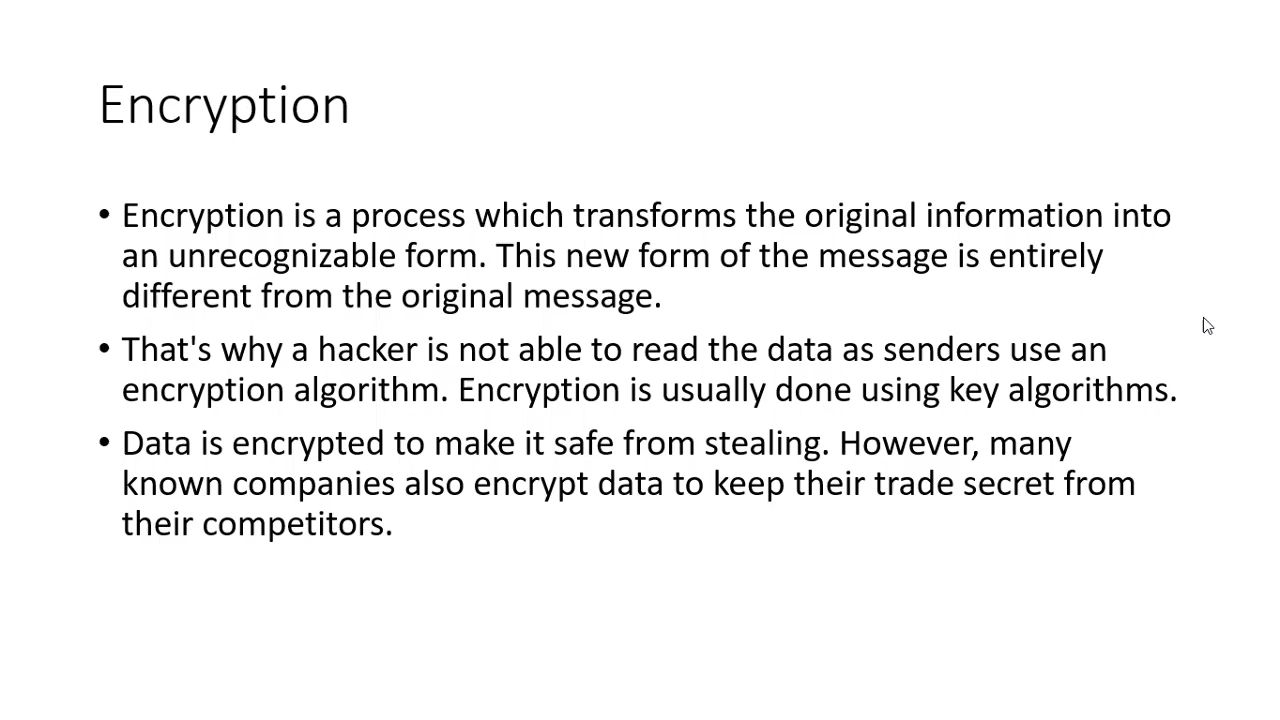 Encryption
• Encryption is a process which transforms the original information into
an unrecognizable form. This new form of the message is entirely
different from the original message.
• That's why a hacker is not able to read the data as senders use an
encryption algorithm. Encryption is usually done using key algorithms.
• Data is encrypted to make it safe from stealing. However, many
known companies also encrypt data to keep their trade secret from
their competitors.